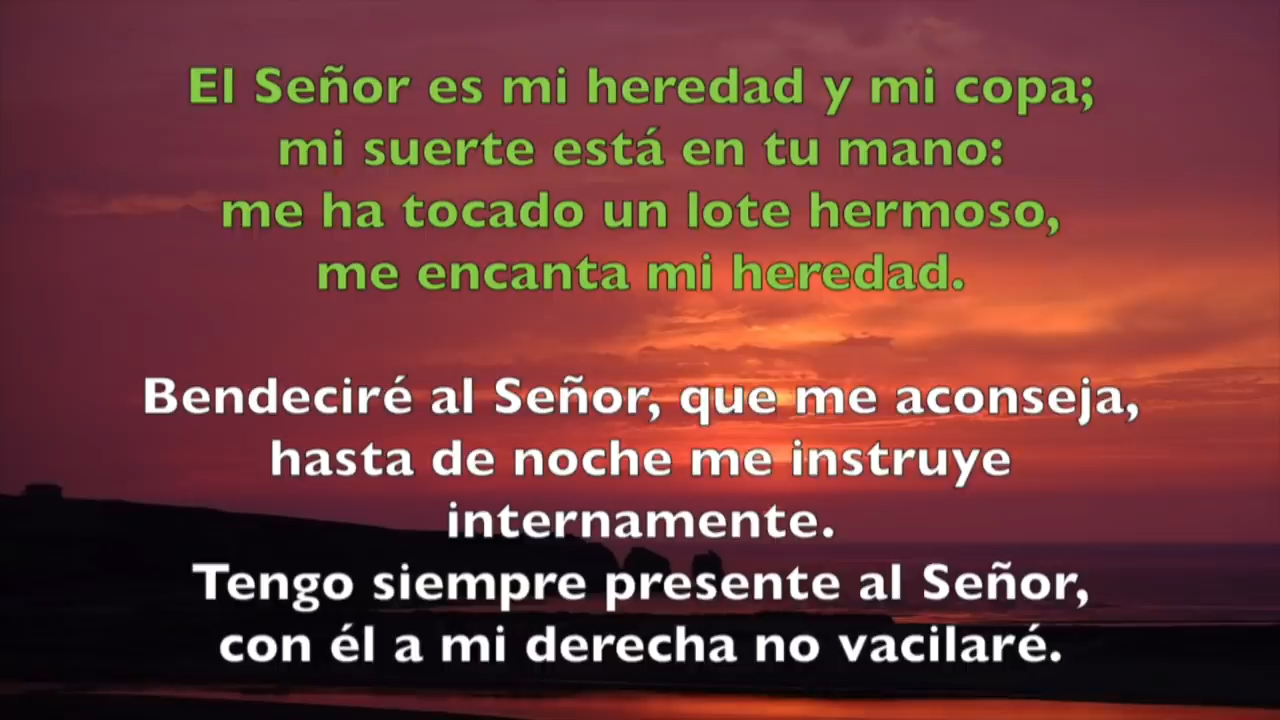 El Señor es mi heredad y mi copa;
mi suerte está en tu mano:
me ha tocado un lote hermoso,
me encanta mi heredad.
Bendeciré al Señor, que me aconseja,
hasta de noche me instruye
internamente.
Tengo siempre presente al Señor,
con él a mi derecha no vacilaré.